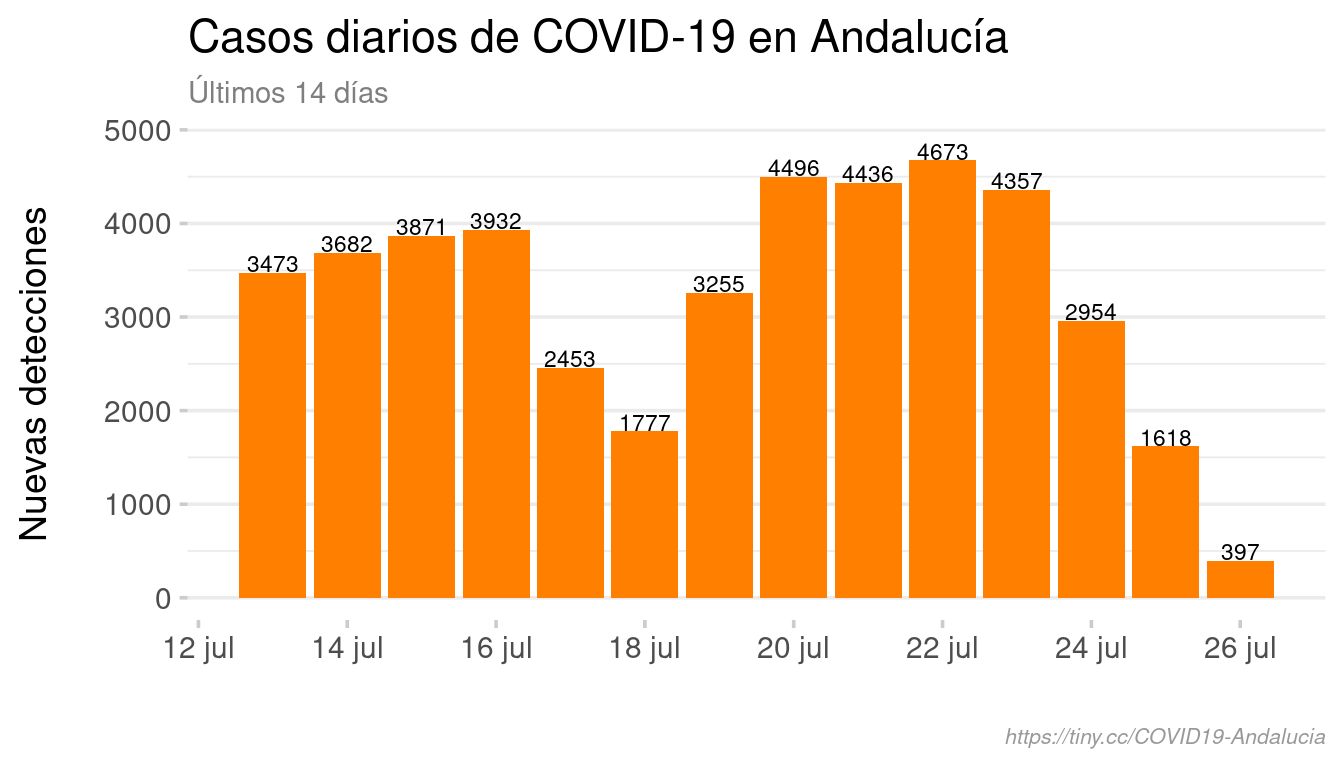 Casos diarios de COVID-19 en Andalucía
Últimos 14 días
Nuevas detecciones
5000
4000
3000
2000
1000
0
3473
3682
3871
3932
2453
1777
3255
4496
4436
4673
4357
2954
1618
397
12 jul
14 jul
16 jul
18 jul
20 jul
22 jul
24 jul
26 jul
https://tiny.cc/COVID19-Andalucia